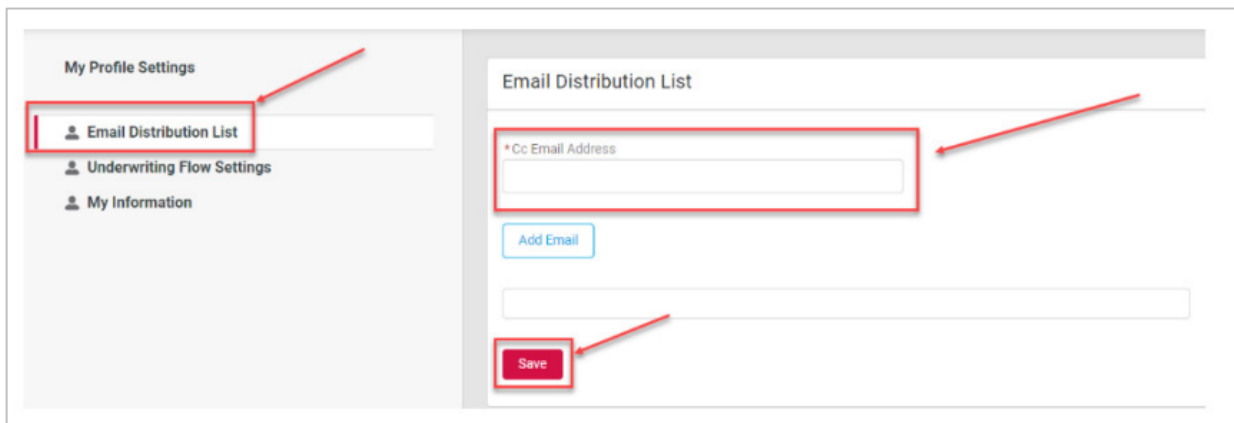 My Profile Settings
Email Distribution List
Underwriting Flow Settings
My Information
Email Distribution List
*Cc Email Address
Add Email
Save